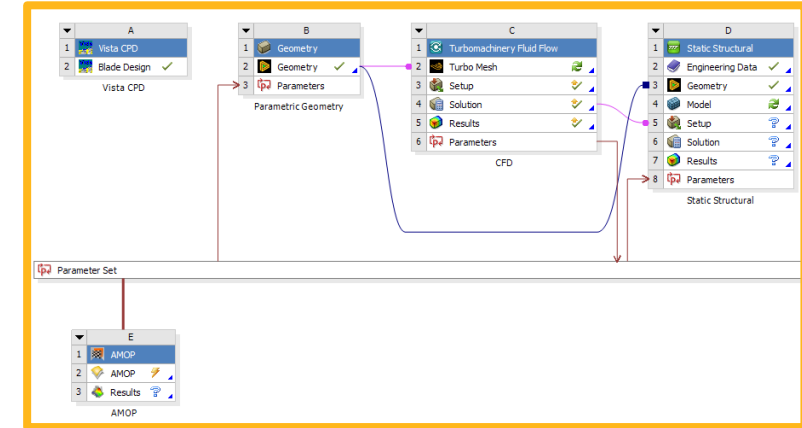 A
1 Vista CPD
2 Blade Design
Vista CPD
B
1 Geometry
2 Geometry
3 Parameters
Parametric Geometry
C
1 Turbomachinery Fluid Flow
2 Turbo Mesh
3 Setup
4 Solution
5 Results
6 Parameters
CFD
D
1 Static Structural
2 Engineering Data
3 Geometry
4 Model
5 Setup
6 Solution
7 Results
8 Parameters
Static Structural
Parameter Set
E
1 AMOP
2 AMOP
3 Results
AMOP